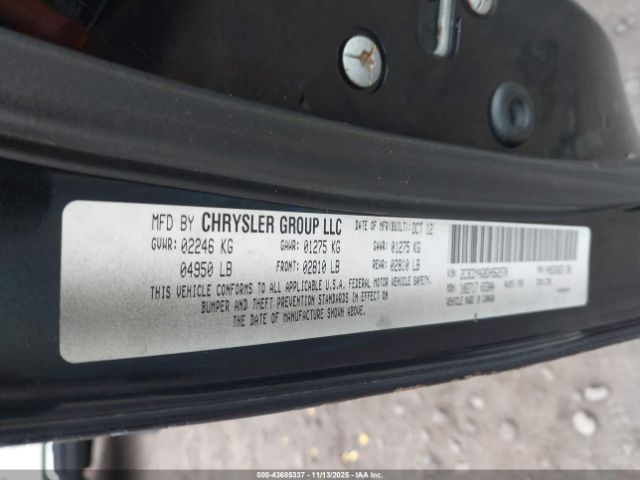 MFD BY CHRYSLER GROUP LLC DATE OF MFR(BUILT): OCT 12
GVWR: 02246 KG GAWR: 01275 KG GAWR: 01275 KG
04950 LB FRONT: 02810 LB REAR: 02810 LB
THIS VEHICLE CONFORMS TO ALL APPLICABLE U.S.A. FEDERAL MOTOR VEHICLE SAFETY,
BUMPER AND THEFT PREVENTION STANDARDS IN EFFECT ON
THE DATE OF MANUFACTURE SHOWN ABOVE.
VIN:
MDH:
MADE IN CANADA
000-43685337 | 11/13/2025 - IAA, Inc.